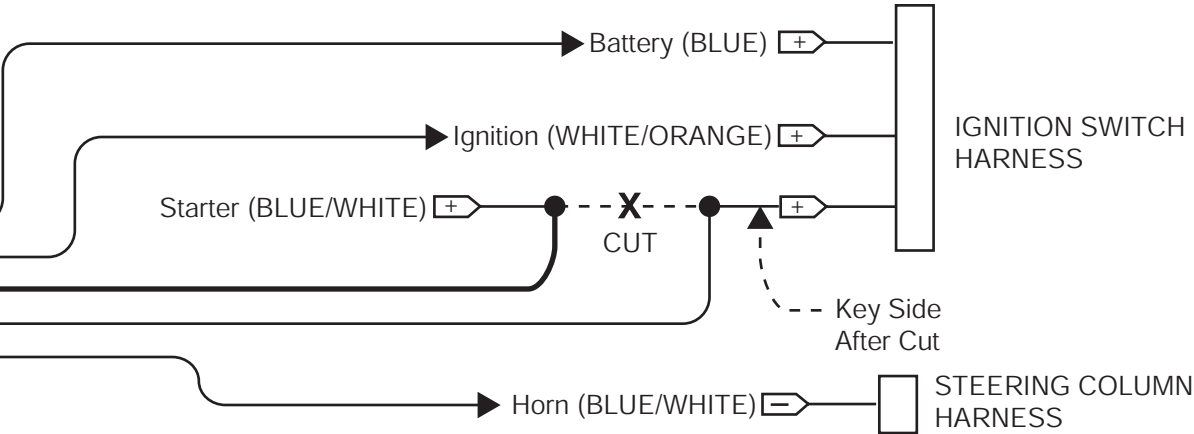 Battery (BLUE) +
Ignition (WHITE/ORANGE) +
IGNITION SWITCH
HARNESS
Starter (BLUE/WHITE) + X +
CUT
Key Side
After Cut
Horn (BLUE/WHITE) −
STEERING COLUMN
HARNESS